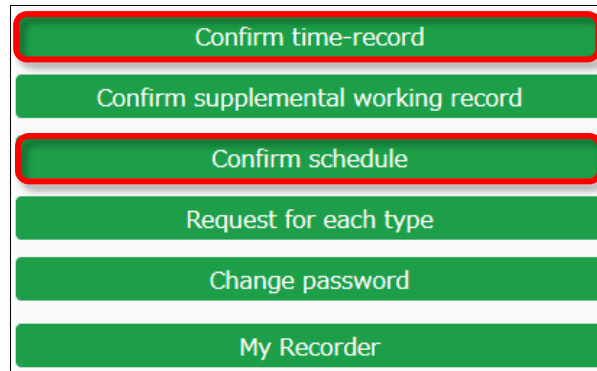 Confirm time-record
Confirm supplemental working record
Confirm schedule
Request for each type
Change password
My Recorder